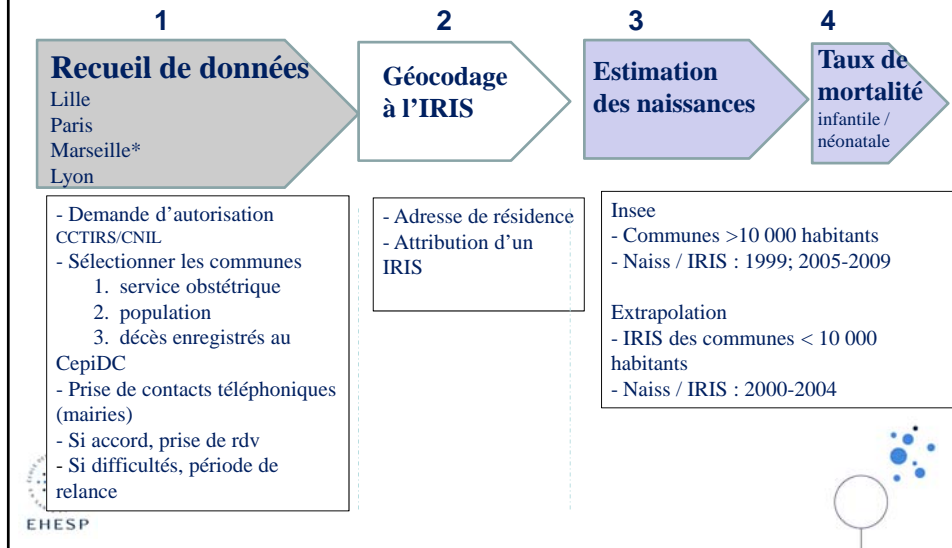 1
2
3
4
Recueil de données
Lille
Paris
Marseille*
Lyon
Géocodage
à l'IRIS
Estimation
des naissances
Taux de
mortalité
infantile /
néonatale
- Demande d'autorisation
CCTIRS/CNIL
- Sélectionner les communes
1. service obstétrique
2. population
3. décès enregistrés au
CepiDC
- Prise de contacts téléphoniques
(mairies)
- Si accord, prise de rdv
- Si difficultés, période de
relance
- Adresse de résidence
- Attribution d'un
IRIS
Insee
- Communes >10 000 habitants
- Naiss / IRIS : 1999; 2005-2009
Extrapolation
- IRIS des communes < 10 000
habitants
- Naiss / IRIS : 2000-2004
EHESP